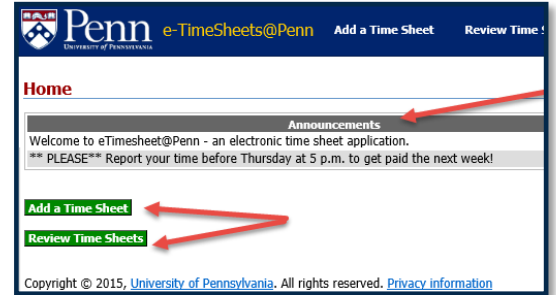 Penn e-TimeSheets@Penn Add a Time Sheet Review Time S
UNIVERSITY of PENNSYLVANIA
Home
Announcements
Welcome to eTimesheet@Penn - an electronic time sheet application.
** PLEASE** Report your time before Thursday at 5 p.m. to get paid the next week!
Add a Time Sheet
Review Time Sheets
Copyright © 2015, University of Pennsylvania. All rights reserved. Privacy information